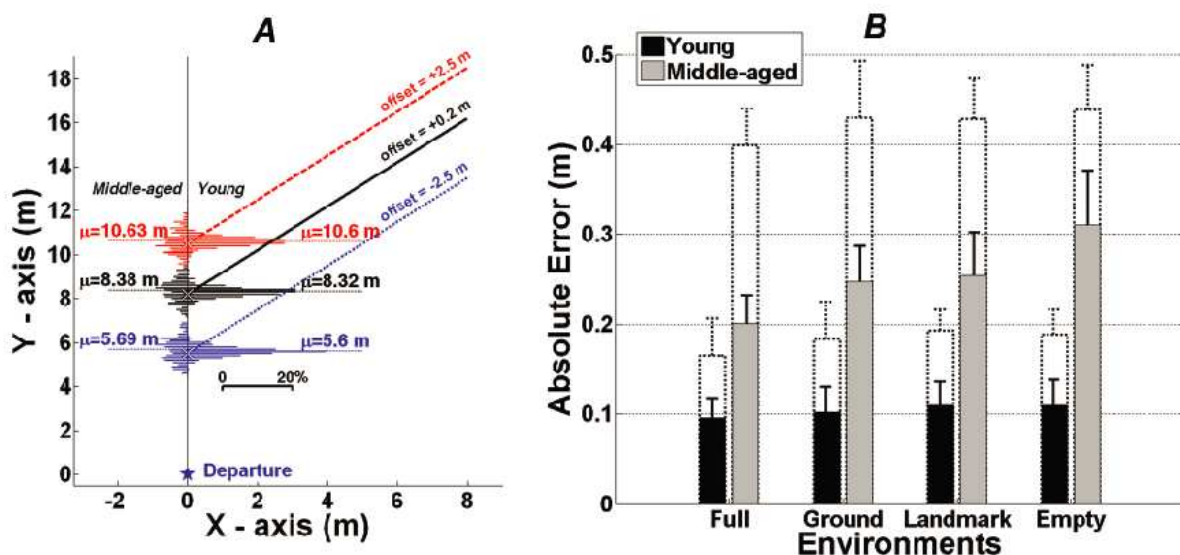 A
18
16
14
12
10
8
6
4
2
0
Y - axis (m)
offset = +2.5 m
offset = +0.2 m
offset = -2.5 m
Middle-aged
Young
μ=10.63 m
μ=10.6 m
μ=8.38 m
μ=8.32 m
μ=5.69 m
μ=5.6 m
0 20%
Departure
-2 0 2 4 6 8
X - axis (m)
B
Young
Middle-aged
0.5
0.4
0.3
0.2
0.1
0
Absolute Error (m)
Full Ground Landmark Empty
Environments